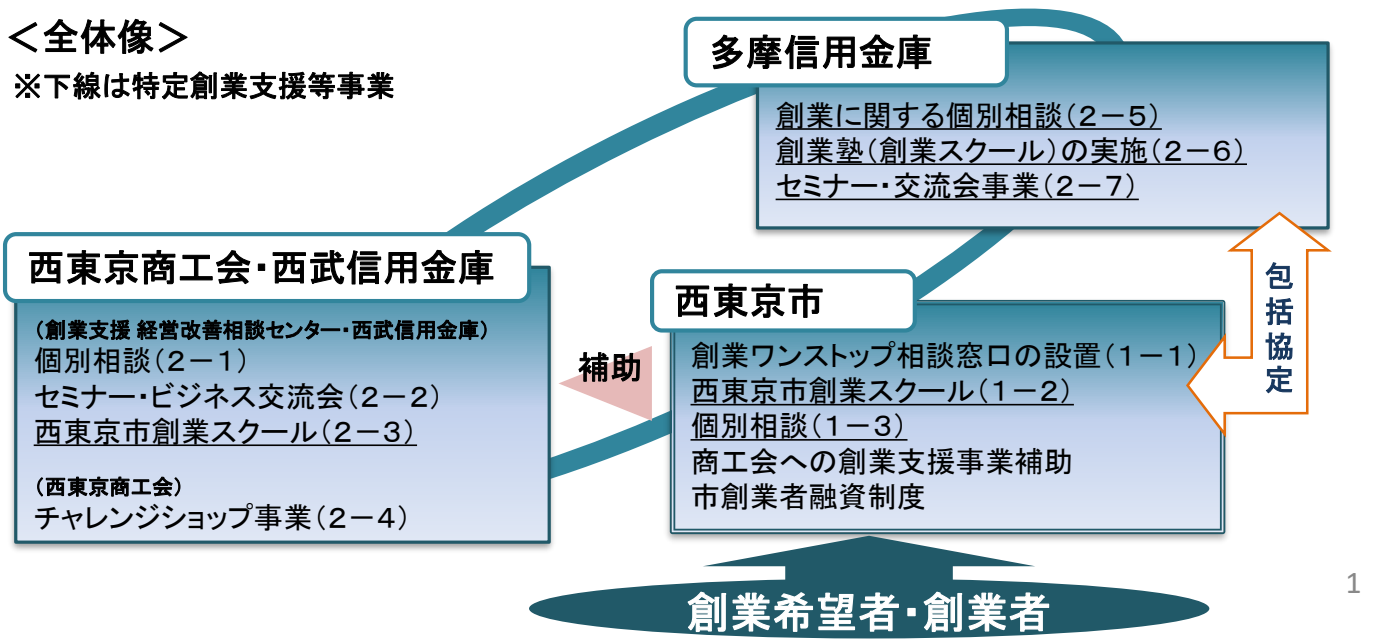 ＜全体像＞
※下線は特定創業支援等事業
多摩信用金庫
創業に関する個別相談（２－５）
創業塾（創業スクール）の実施（２－６）
セミナー・交流会事業（２－７）
西東京商工会・西武信用金庫
（創業支援 経営改善相談センター・西武信用金庫）
個別相談（２－１）
セミナー・ビジネス交流会（２－２）
西東京市創業スクール（２－３）
（西東京商工会）
チャレンジショップ事業（２－４）
補助
西東京市
創業ワンストップ相談窓口の設置（１－１）
西東京市創業スクール（１－２）
個別相談（１－３）
商工会への創業支援事業補助
市創業者融資制度
包括協定
創業希望者・創業者
1